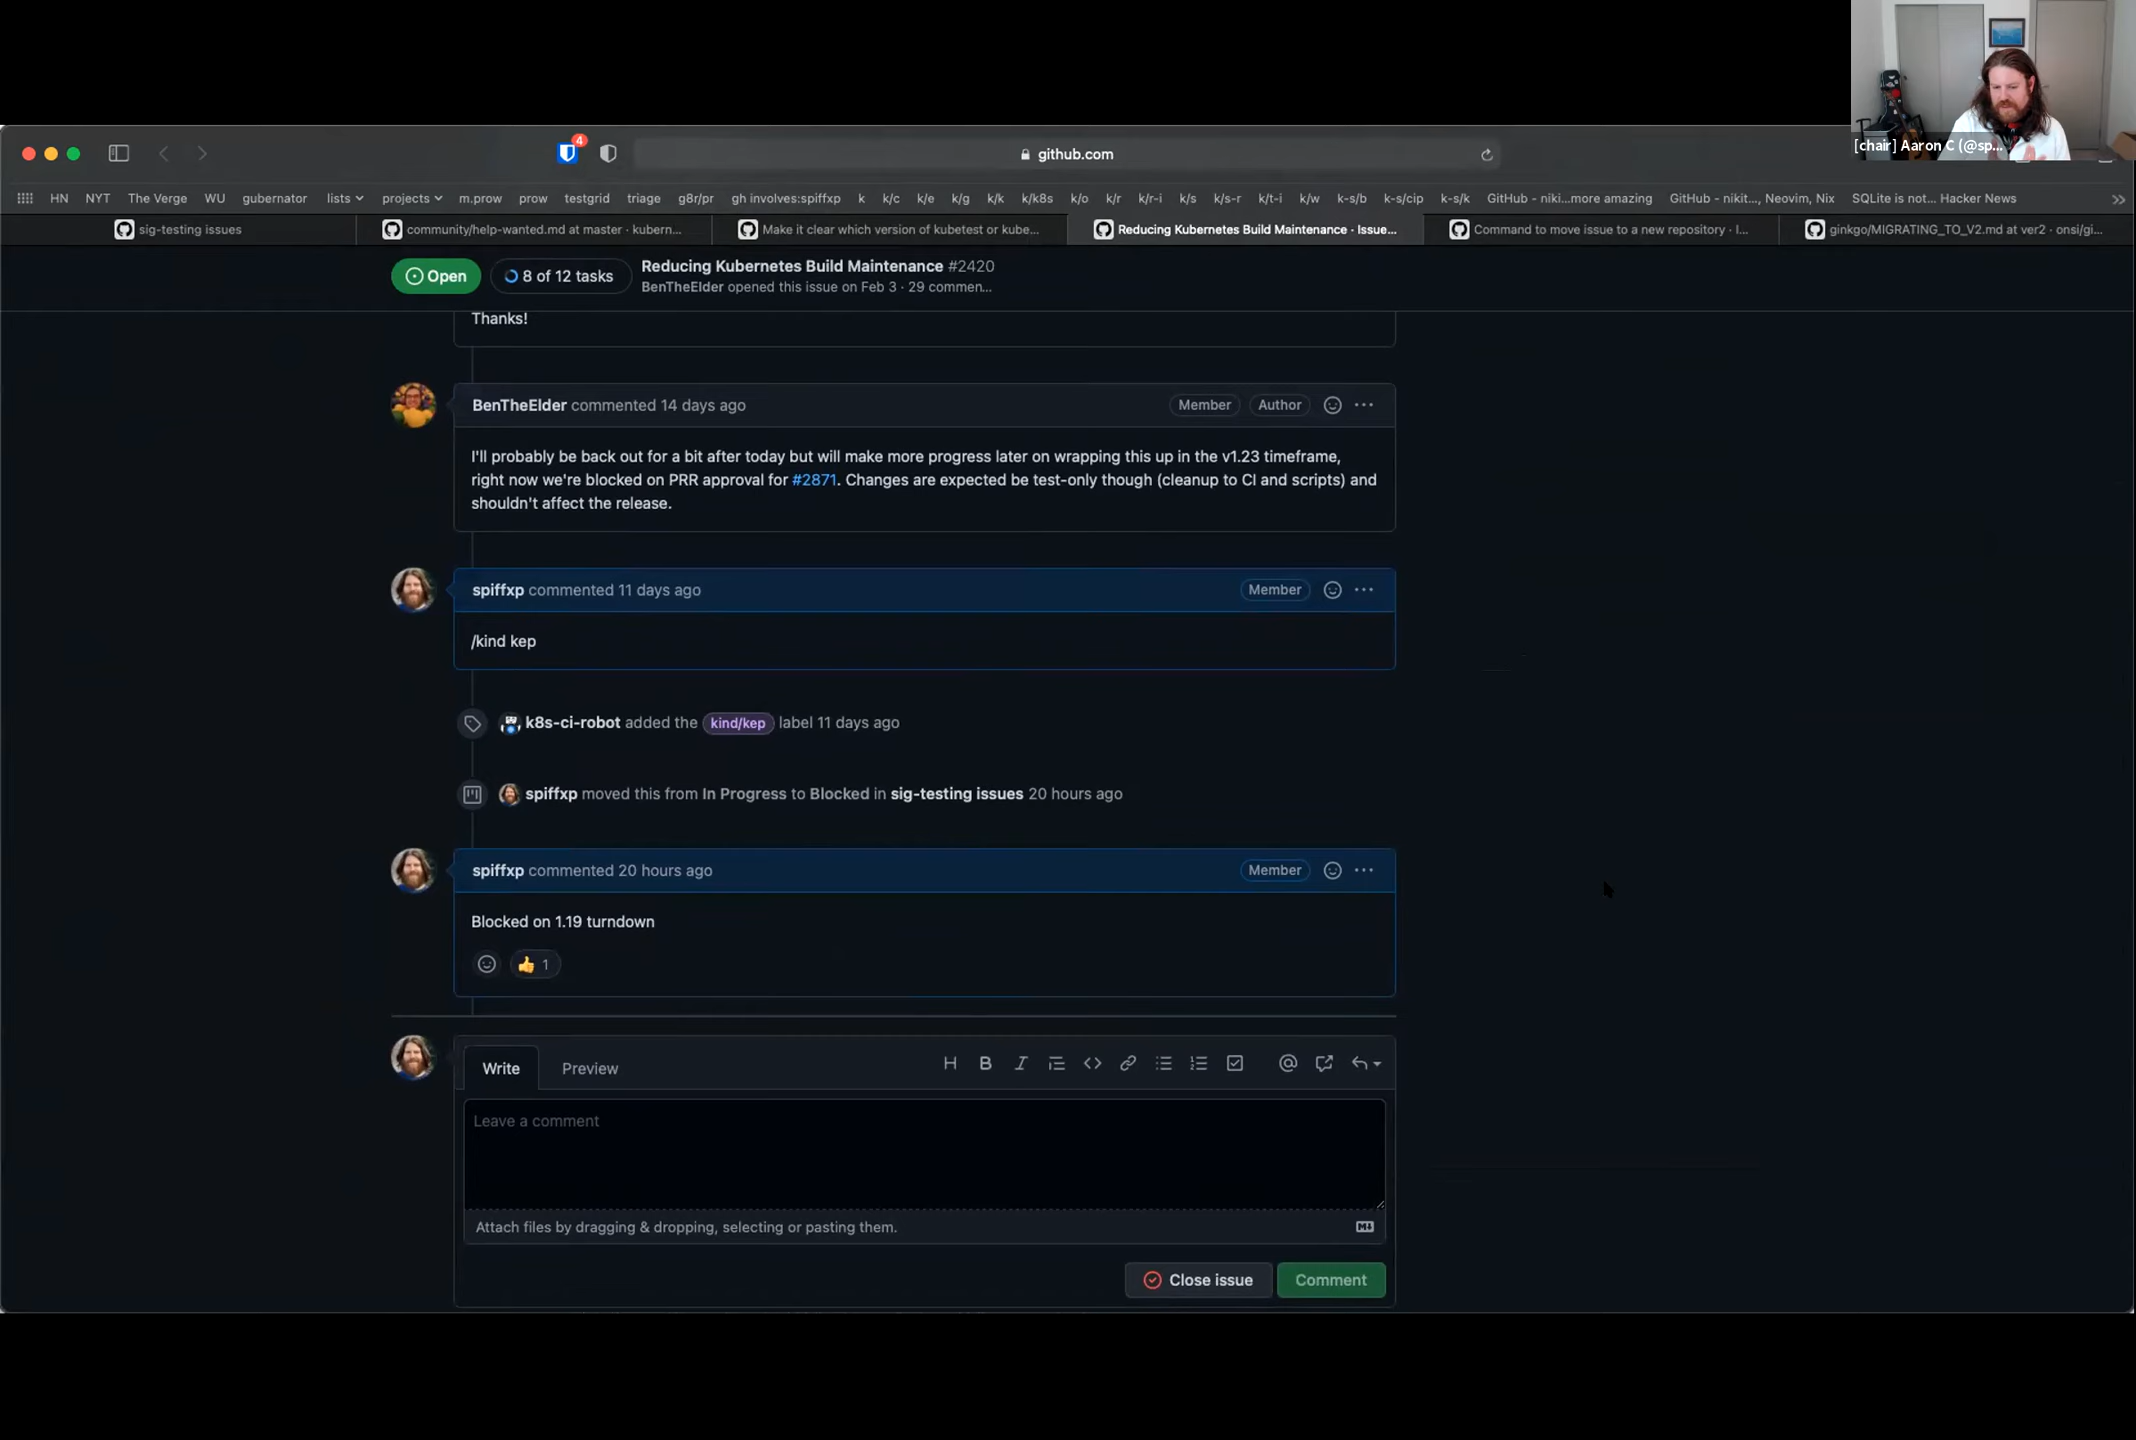 [chair] Aaron C (@sp...
4
github.com
HN NYT The Verge WU gubernator lists projects m.prow prow testgrid triage g8r/pr gh involves:spiffxp k k/c k/e k/g k/k k/k8s k/o k/r k/r-i k/s k/s-r k/t-i k/w k-s/b k-s/cip k-s/k GitHub - niki...more amazing GitHub - nikit..., Neovim, Nix SQLite is not... Hacker News
sig-testing issues community/help-wanted.md at master · kubern... Make it clear which version of kubetest or kube... Reducing Kubernetes Build Maintenance · Issue... Command to move issue to a new repository · I... ginkgo/MIGRATING_TO_V2.md at ver2 · onsi/gi...
Open 8 of 12 tasks Reducing Kubernetes Build Maintenance #2420
BenTheElder opened this issue on Feb 3 · 29 commen...
Thanks!
BenTheElder commented 14 days ago Member Author
I'll probably be back out for a bit after today but will make more progress later on wrapping this up in the v1.23 timeframe,
right now we're blocked on PRR approval for #2871. Changes are expected be test-only though (cleanup to CI and scripts) and
shouldn't affect the release.
spiffxp commented 11 days ago Member
/kind kep
k8s-ci-robot added the kind/kep label 11 days ago
spiffxp moved this from In Progress to Blocked in sig-testing issues 20 hours ago
spiffxp commented 20 hours ago Member
Blocked on 1.19 turndown
👍 1
Write Preview
Leave a comment
Attach files by dragging & dropping, selecting or pasting them.
Close issue Comment